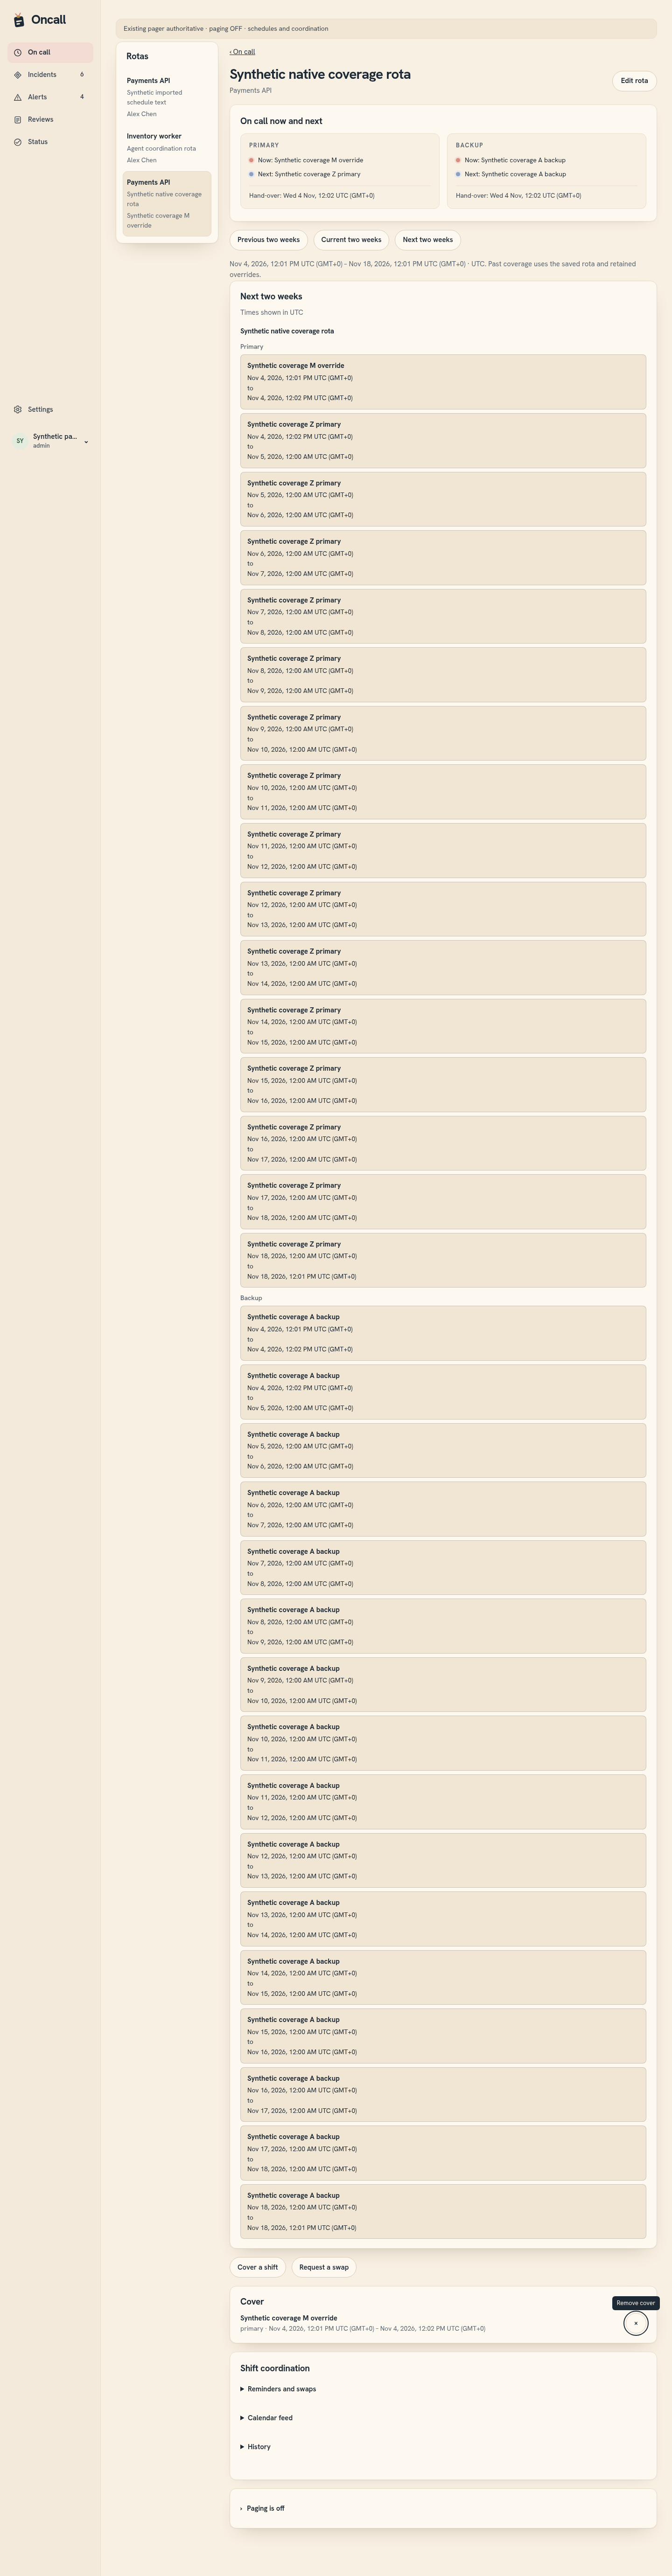 Oncall
On call
Incidents 6
Alerts 4
Reviews
Status
Settings
SY
Synthetic pa...
admin
Existing pager authoritative · paging OFF · schedules and coordination
Rotas
Payments API
Synthetic imported
schedule text
Alex Chen
Inventory worker
Agent coordination rota
Alex Chen
Payments API
Synthetic native coverage
rota
Synthetic coverage M
override
‹ On call
Synthetic native coverage rota
Payments API
Edit rota
On call now and next
PRIMARY
Now: Synthetic coverage M override
Next: Synthetic coverage Z primary
Hand-over: Wed 4 Nov, 12:02 UTC (GMT+0)
BACKUP
Now: Synthetic coverage A backup
Next: Synthetic coverage A backup
Hand-over: Wed 4 Nov, 12:02 UTC (GMT+0)
Previous two weeks
Current two weeks
Next two weeks
Nov 4, 2026, 12:01 PM UTC (GMT+0) – Nov 18, 2026, 12:01 PM UTC (GMT+0) · UTC. Past coverage uses the saved rota and retained
overrides.
Next two weeks
Times shown in UTC
Synthetic native coverage rota
Primary
Synthetic coverage M override
Nov 4, 2026, 12:01 PM UTC (GMT+0)
to
Nov 4, 2026, 12:02 PM UTC (GMT+0)
Synthetic coverage Z primary
Nov 4, 2026, 12:02 PM UTC (GMT+0)
to
Nov 5, 2026, 12:00 AM UTC (GMT+0)
Synthetic coverage Z primary
Nov 5, 2026, 12:00 AM UTC (GMT+0)
to
Nov 6, 2026, 12:00 AM UTC (GMT+0)
Synthetic coverage Z primary
Nov 6, 2026, 12:00 AM UTC (GMT+0)
to
Nov 7, 2026, 12:00 AM UTC (GMT+0)
Synthetic coverage Z primary
Nov 7, 2026, 12:00 AM UTC (GMT+0)
to
Nov 8, 2026, 12:00 AM UTC (GMT+0)
Synthetic coverage Z primary
Nov 8, 2026, 12:00 AM UTC (GMT+0)
to
Nov 9, 2026, 12:00 AM UTC (GMT+0)
Synthetic coverage Z primary
Nov 9, 2026, 12:00 AM UTC (GMT+0)
to
Nov 10, 2026, 12:00 AM UTC (GMT+0)
Synthetic coverage Z primary
Nov 10, 2026, 12:00 AM UTC (GMT+0)
to
Nov 11, 2026, 12:00 AM UTC (GMT+0)
Synthetic coverage Z primary
Nov 11, 2026, 12:00 AM UTC (GMT+0)
to
Nov 12, 2026, 12:00 AM UTC (GMT+0)
Synthetic coverage Z primary
Nov 12, 2026, 12:00 AM UTC (GMT+0)
to
Nov 13, 2026, 12:00 AM UTC (GMT+0)
Synthetic coverage Z primary
Nov 13, 2026, 12:00 AM UTC (GMT+0)
to
Nov 14, 2026, 12:00 AM UTC (GMT+0)
Synthetic coverage Z primary
Nov 14, 2026, 12:00 AM UTC (GMT+0)
to
Nov 15, 2026, 12:00 AM UTC (GMT+0)
Synthetic coverage Z primary
Nov 15, 2026, 12:00 AM UTC (GMT+0)
to
Nov 16, 2026, 12:00 AM UTC (GMT+0)
Synthetic coverage Z primary
Nov 16, 2026, 12:00 AM UTC (GMT+0)
to
Nov 17, 2026, 12:00 AM UTC (GMT+0)
Synthetic coverage Z primary
Nov 17, 2026, 12:00 AM UTC (GMT+0)
to
Nov 18, 2026, 12:00 AM UTC (GMT+0)
Synthetic coverage Z primary
Nov 18, 2026, 12:00 AM UTC (GMT+0)
to
Nov 18, 2026, 12:01 PM UTC (GMT+0)
Backup
Synthetic coverage A backup
Nov 4, 2026, 12:01 PM UTC (GMT+0)
to
Nov 4, 2026, 12:02 PM UTC (GMT+0)
Synthetic coverage A backup
Nov 4, 2026, 12:02 PM UTC (GMT+0)
to
Nov 5, 2026, 12:00 AM UTC (GMT+0)
Synthetic coverage A backup
Nov 5, 2026, 12:00 AM UTC (GMT+0)
to
Nov 6, 2026, 12:00 AM UTC (GMT+0)
Synthetic coverage A backup
Nov 6, 2026, 12:00 AM UTC (GMT+0)
to
Nov 7, 2026, 12:00 AM UTC (GMT+0)
Synthetic coverage A backup
Nov 7, 2026, 12:00 AM UTC (GMT+0)
to
Nov 8, 2026, 12:00 AM UTC (GMT+0)
Synthetic coverage A backup
Nov 8, 2026, 12:00 AM UTC (GMT+0)
to
Nov 9, 2026, 12:00 AM UTC (GMT+0)
Synthetic coverage A backup
Nov 9, 2026, 12:00 AM UTC (GMT+0)
to
Nov 10, 2026, 12:00 AM UTC (GMT+0)
Synthetic coverage A backup
Nov 10, 2026, 12:00 AM UTC (GMT+0)
to
Nov 11, 2026, 12:00 AM UTC (GMT+0)
Synthetic coverage A backup
Nov 11, 2026, 12:00 AM UTC (GMT+0)
to
Nov 12, 2026, 12:00 AM UTC (GMT+0)
Synthetic coverage A backup
Nov 12, 2026, 12:00 AM UTC (GMT+0)
to
Nov 13, 2026, 12:00 AM UTC (GMT+0)
Synthetic coverage A backup
Nov 13, 2026, 12:00 AM UTC (GMT+0)
to
Nov 14, 2026, 12:00 AM UTC (GMT+0)
Synthetic coverage A backup
Nov 14, 2026, 12:00 AM UTC (GMT+0)
to
Nov 15, 2026, 12:00 AM UTC (GMT+0)
Synthetic coverage A backup
Nov 15, 2026, 12:00 AM UTC (GMT+0)
to
Nov 16, 2026, 12:00 AM UTC (GMT+0)
Synthetic coverage A backup
Nov 16, 2026, 12:00 AM UTC (GMT+0)
to
Nov 17, 2026, 12:00 AM UTC (GMT+0)
Synthetic coverage A backup
Nov 17, 2026, 12:00 AM UTC (GMT+0)
to
Nov 18, 2026, 12:00 AM UTC (GMT+0)
Synthetic coverage A backup
Nov 18, 2026, 12:00 AM UTC (GMT+0)
to
Nov 18, 2026, 12:01 PM UTC (GMT+0)
Cover a shift
Request a swap
Cover
Remove cover
Synthetic coverage M override
primary · Nov 4, 2026, 12:01 PM UTC (GMT+0) – Nov 4, 2026, 12:02 PM UTC (GMT+0)
×
Shift coordination
Reminders and swaps
Calendar feed
History
› Paging is off